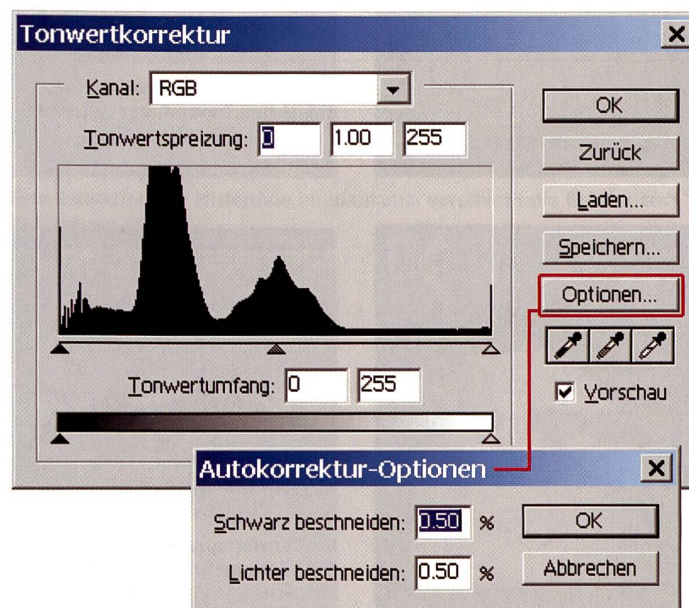 Tonwertkorrektur
Kanal: RGB
Tonwertspreizung: 0 1.00 255
OK
Zurück
Laden...
Speichern...
Optionen...
Vorschau
Tonwertumfang: 0 255
Autokorrektur-Optionen
Schwarz beschneiden: 0.50 %
OK
Lichter beschneiden: 0.50 %
Abbrechen